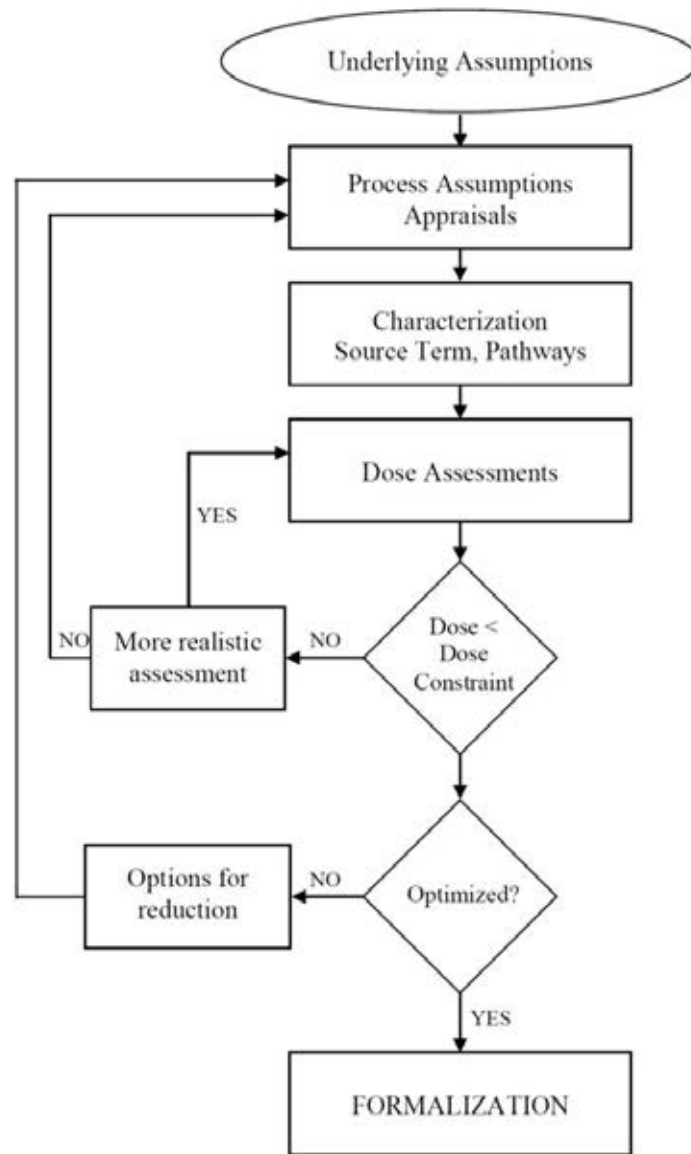 Underlying Assumptions
Process Assumptions
Appraisals
Characterization
Source Term, Pathways
Dose Assessments
YES
Dose <
Dose
Constraint
NO
More realistic
assessment
NO
Options for
reduction
NO
Optimized?
YES
FORMALIZATION